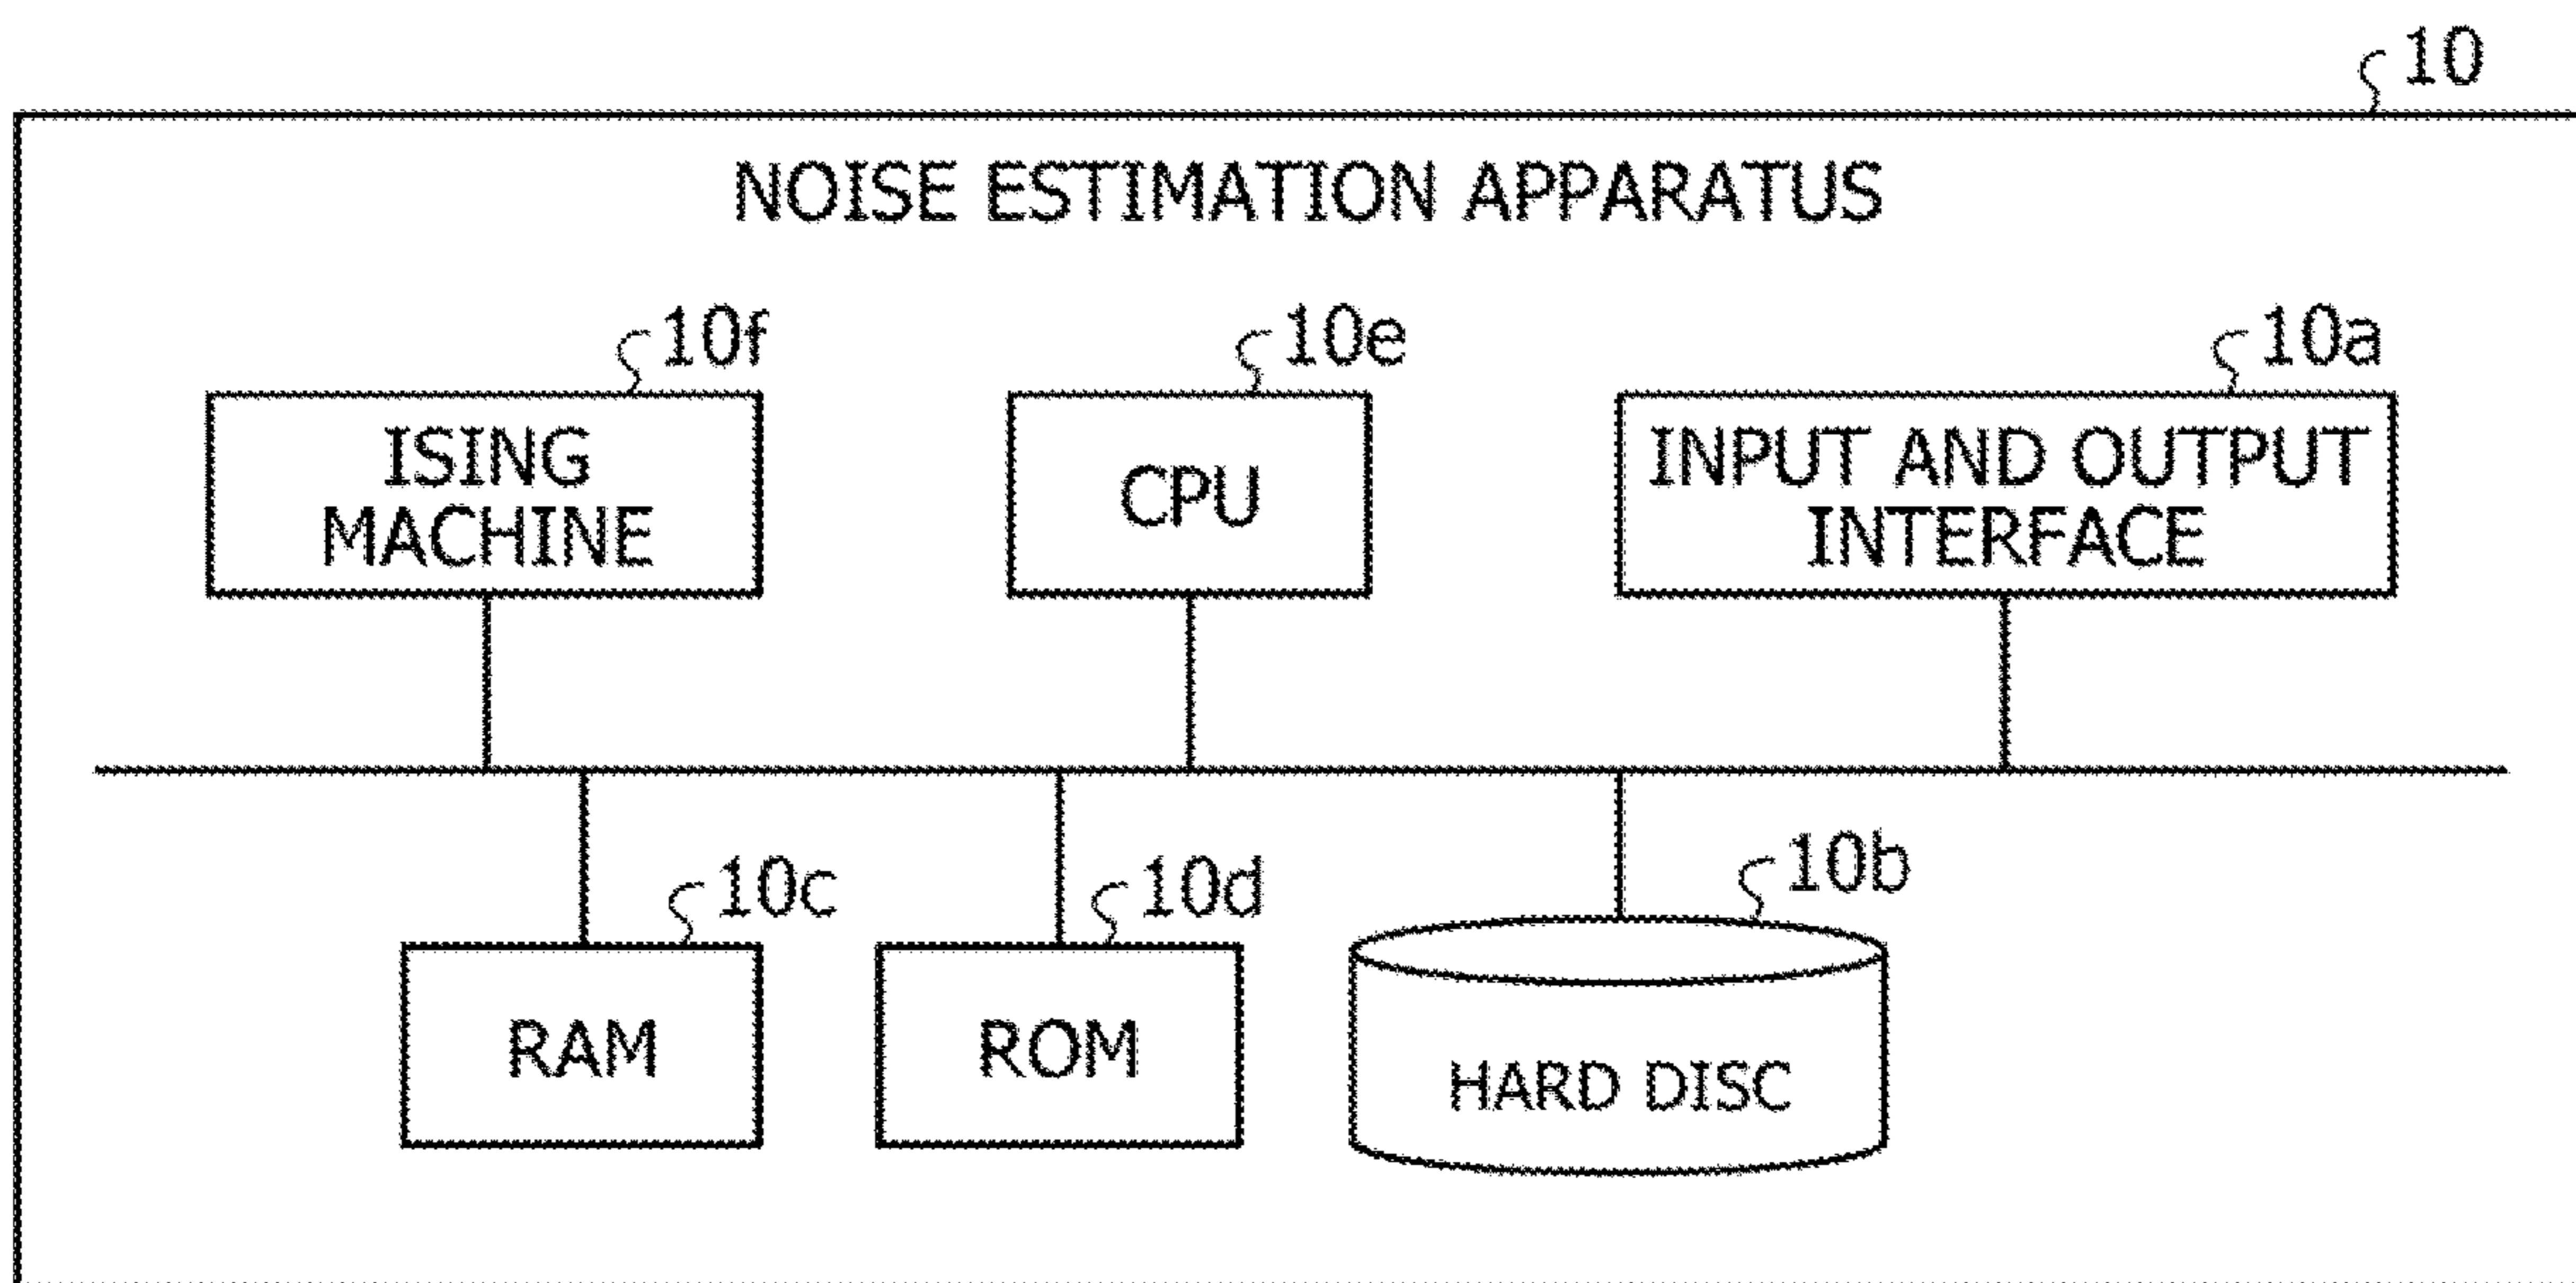 10
NOISE ESTIMATION APPARATUS
10f
10e
10a
ISING
MACHINE
CPU
INPUT AND OUTPUT
INTERFACE
10c
10d
10b
RAM
ROM
HARD DISC